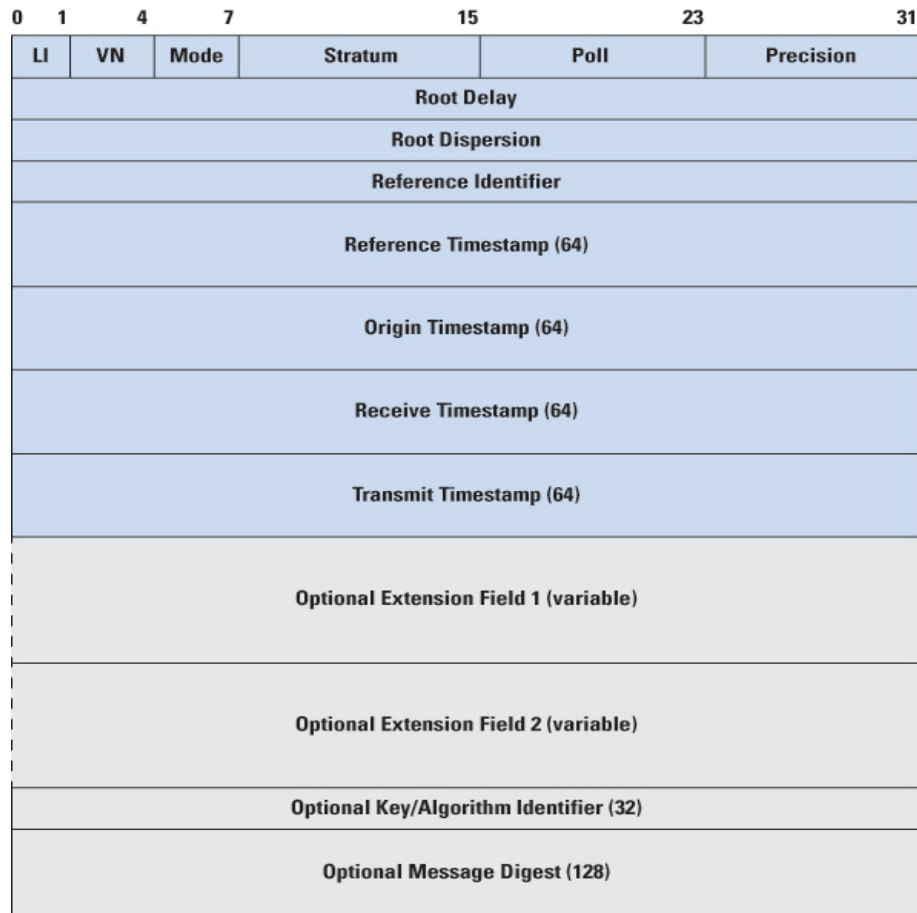 0 1 4 7 15 23 31
LI VN Mode Stratum Poll Precision
Root Delay
Root Dispersion
Reference Identifier
Reference Timestamp (64)
Origin Timestamp (64)
Receive Timestamp (64)
Transmit Timestamp (64)
Optional Extension Field 1 (variable)
Optional Extension Field 2 (variable)
Optional Key/Algorithm Identifier (32)
Optional Message Digest (128)